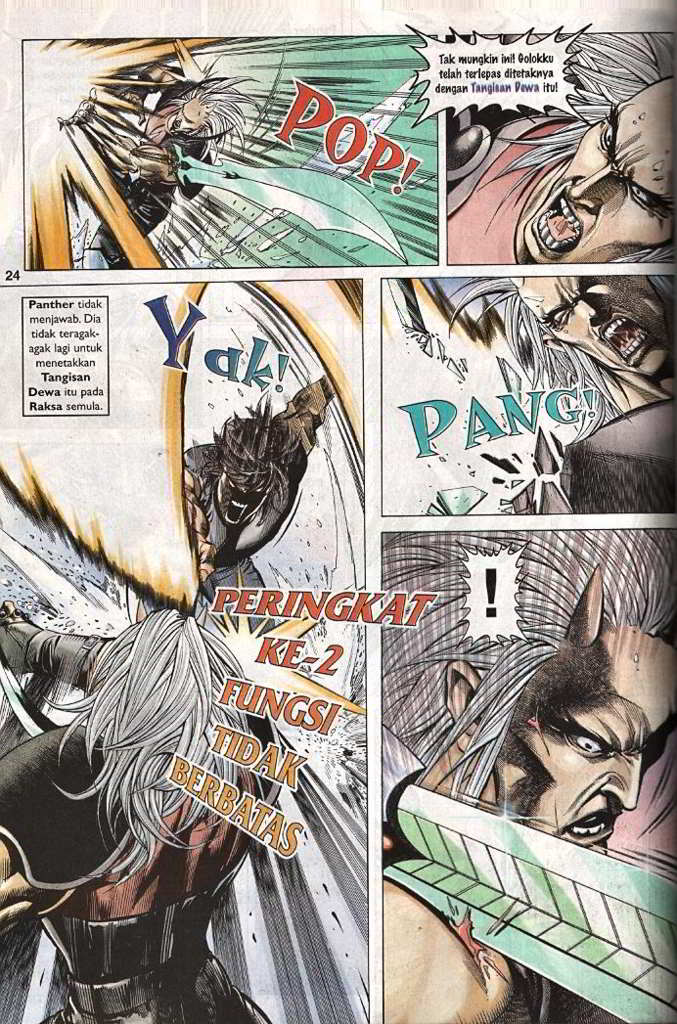 Tak mungkin ini! Golokku
telah terlepas ditetaknya
dengan Tangisan Dewa itu!
POP!
24
Panther tidak
menjawab. Dia
tidak teragak-
agak lagi untuk
menetakkan
Tangisan
Dewa itu pada
Raksa semula.
Yak!
PANG!
PERINGKAT
KE-2
FUNGSI
TIDAK
BERBATAS
!